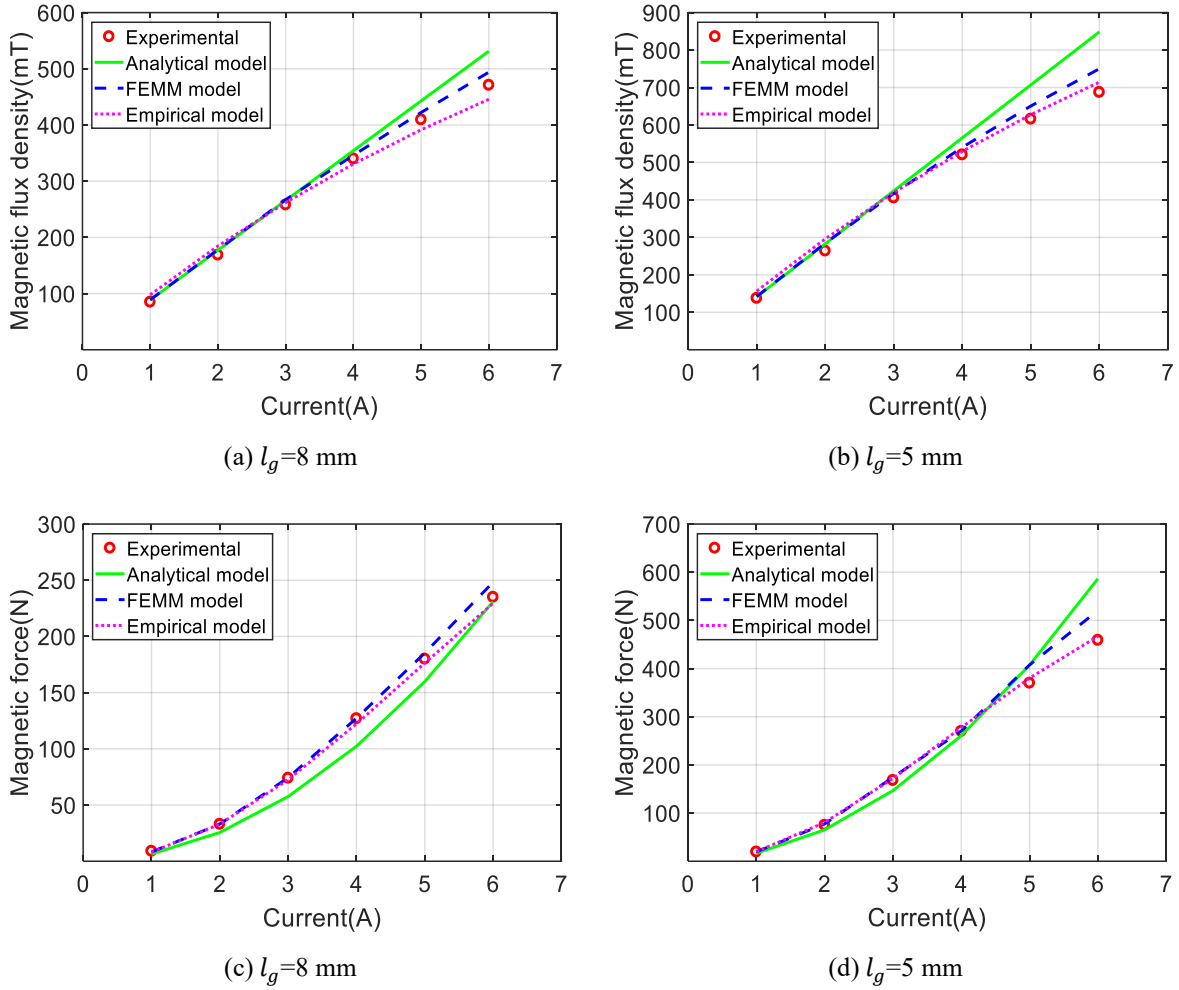 600
500
400
300
200
100
0
1
2
3
4
5
6
7
Magnetic flux density(mT)
Current(A)
Experimental
Analytical model
FEMM model
Empirical model
(a) l_g=8 mm
900
800
700
600
500
400
300
200
100
0
1
2
3
4
5
6
7
Magnetic flux density(mT)
Current(A)
Experimental
Analytical model
FEMM model
Empirical model
(b) l_g=5 mm
300
250
200
150
100
50
0
1
2
3
4
5
6
7
Magnetic force(N)
Current(A)
Experimental
Analytical model
FEMM model
Empirical model
(c) l_g=8 mm
700
600
500
400
300
200
100
0
1
2
3
4
5
6
7
Magnetic force(N)
Current(A)
Experimental
Analytical model
FEMM model
Empirical model
(d) l_g=5 mm